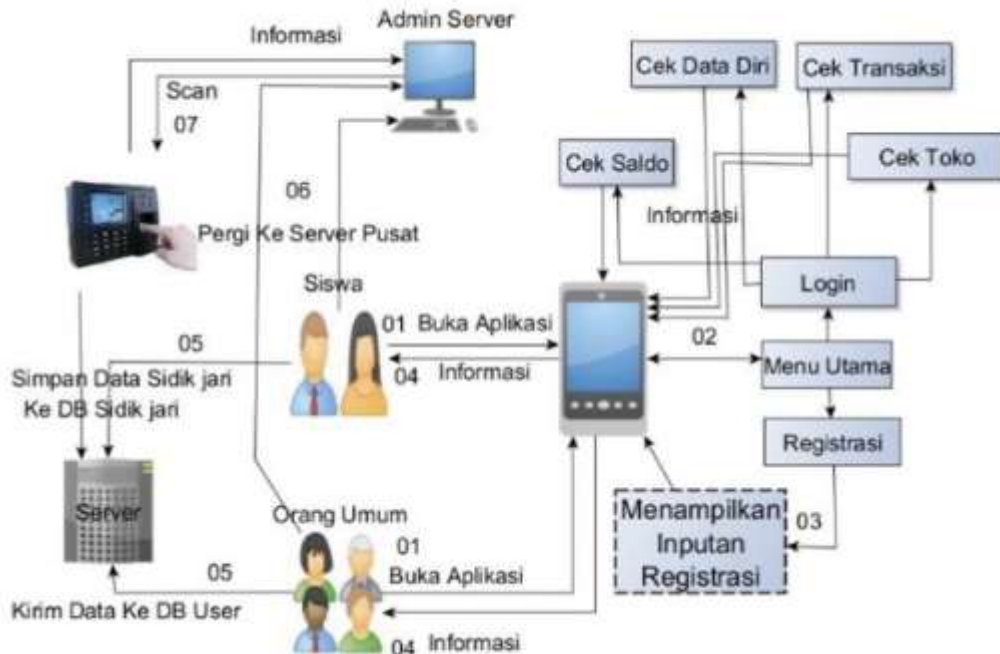 Admin Server
Informasi
Scan
07
Cek Data Diri
Cek Transaksi
Cek Saldo
Cek Toko
06
Informasi
Pergi Ke Server Pusat
Siswa
Login
01 Buka Aplikasi
02
05
04 Informasi
Menu Utama
Simpan Data Sidik jari
Ke DB Sidik jari
Registrasi
Server
Orang Umum
Menampilkan
Inputan
Registrasi
03
01
Buka Aplikasi
05
Kirim Data Ke DB User
04 Informasi